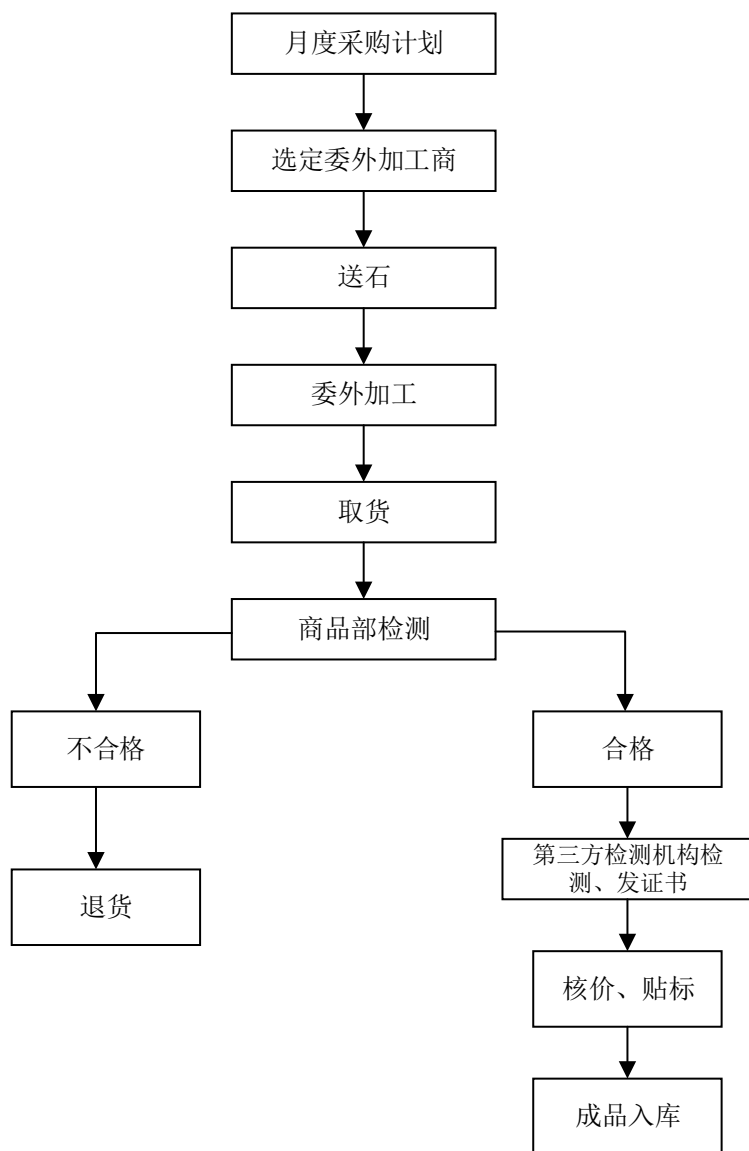 月度采购计划
选定委外加工商
送石
委外加工
取货
商品部检测
不合格
合格
第三方检测机构检
测、发证书
退货
核价、贴标
成品入库